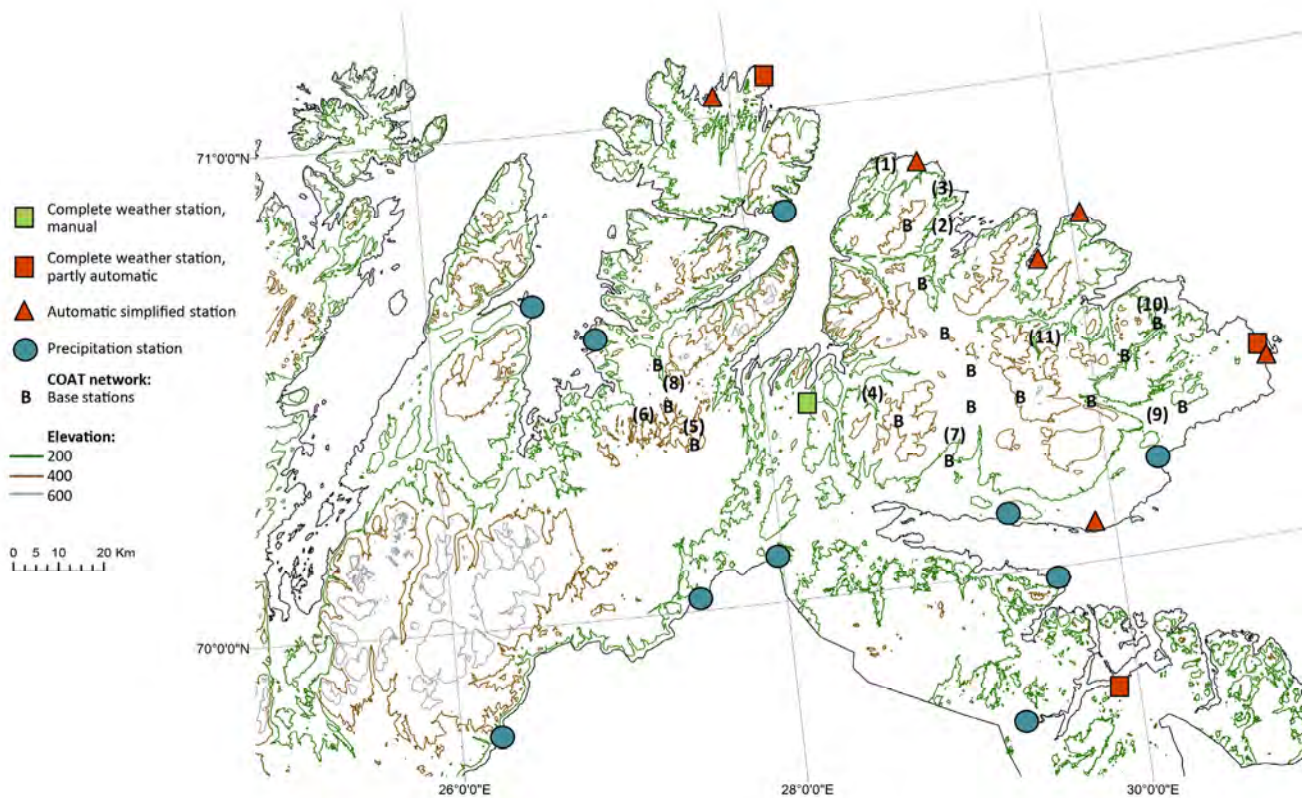 71°0'0"N
70°0'0"N
26°0'0"E
28°0'0"E
30°0'0"E
Complete weather station,
manual
Complete weather station,
partly automatic
Automatic simplified station
Precipitation station
COAT network:
B Base stations
Elevation:
200
400
600
0 5 10 20 Km
(1)
(3)
B (2)
B
(10)
B
B
(11)
B
B
(8)
B
B
(4)
B
B
B
B
(9)
(6)
(5)
B
B
(7)
B